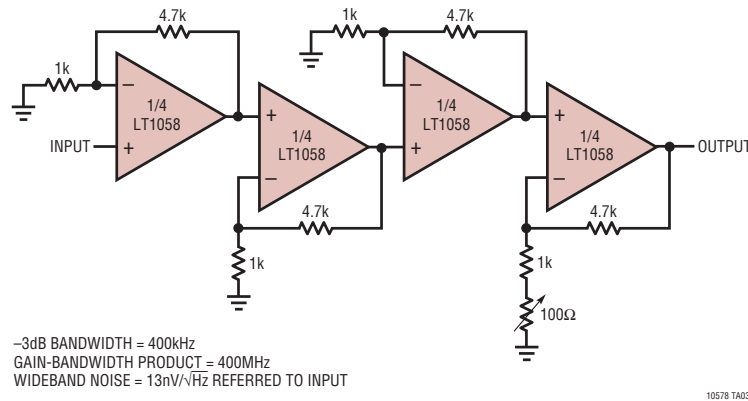 1k
4.7k
1k
4.7k
–
1/4
LT1058
INPUT
+
+
1/4
LT1058
–
4.7k
1k
–
1/4
LT1058
+
+
1/4
LT1058
–
OUTPUT
4.7k
1k
100Ω
–3dB BANDWIDTH = 400kHz
GAIN-BANDWIDTH PRODUCT = 400MHz
WIDEBAND NOISE = 13nV/√Hz REFERRED TO INPUT
10578 TA03